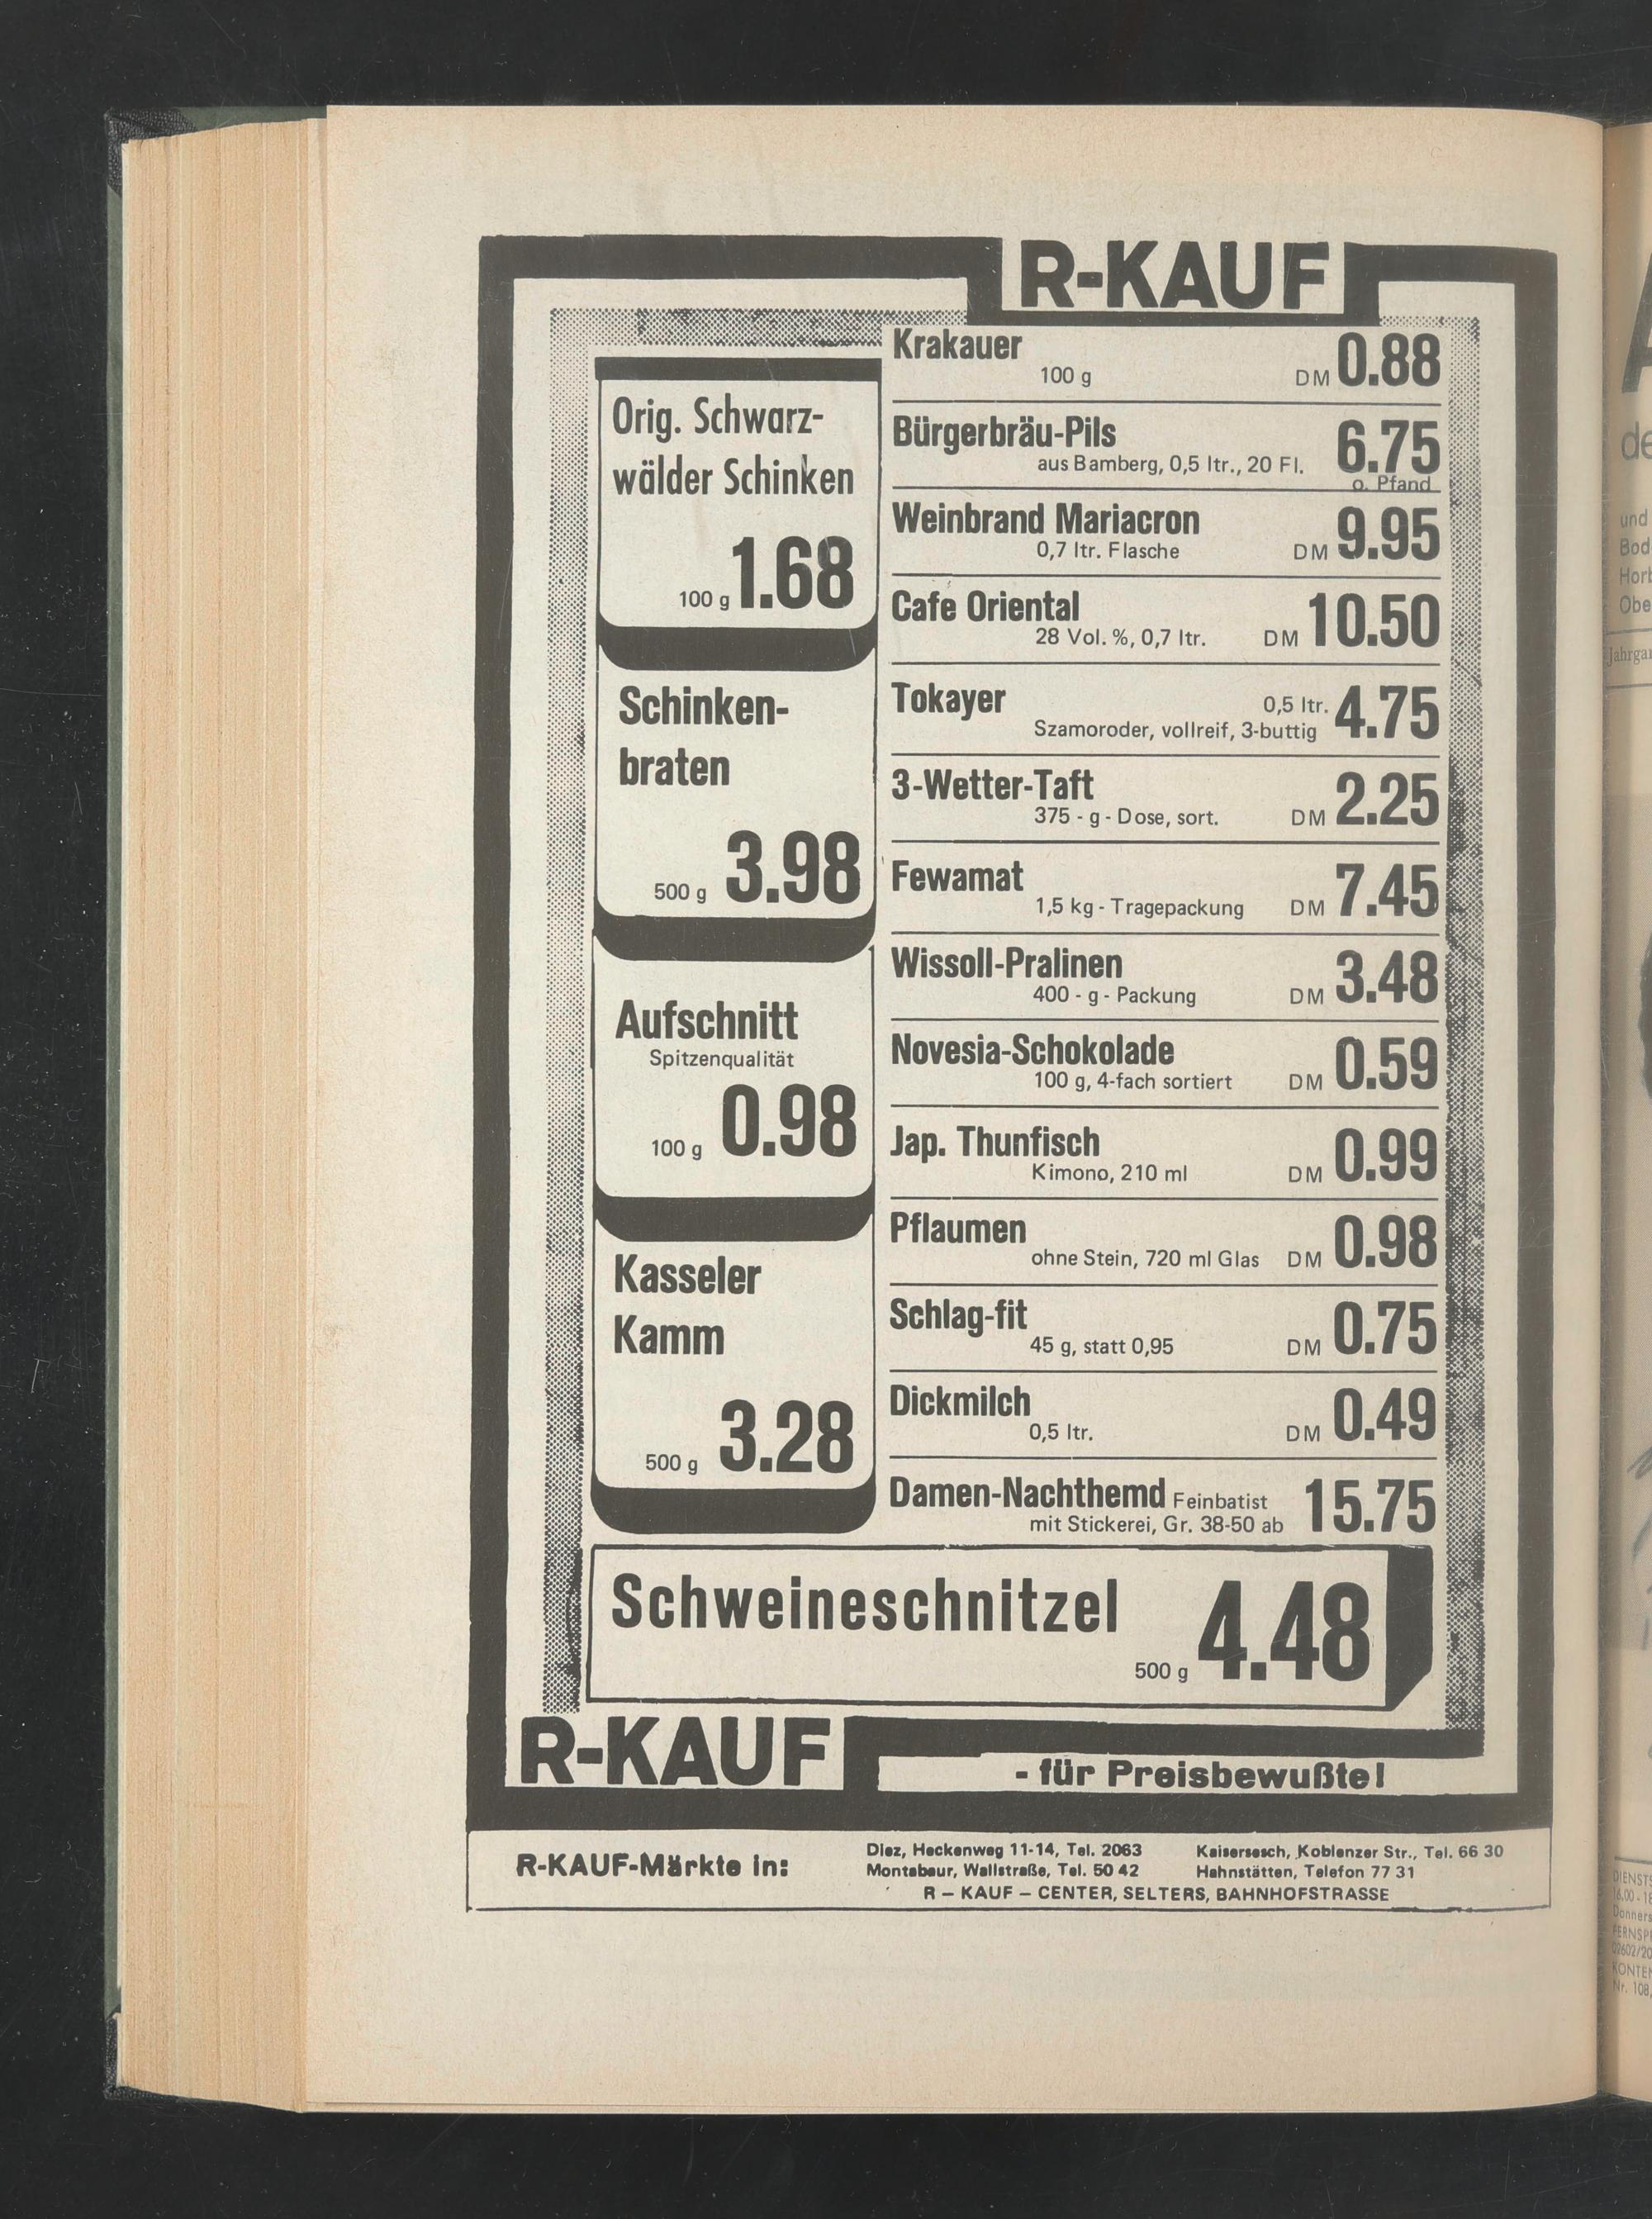 R-KAUF
Orig. Schwarz-
wälder Schinken
100 g 1.68
Schinken-
braten
500 g 3.98
Aufschnitt
Spitzenqualität
100 g 0.98
Kasseler
Kamm
500 g 3.28
Krakauer
100 g DM 0.88
Bürgerbräu-Pils
aus Bamberg, 0,5 ltr., 20 Fl. 6.75
o. Pfand
Weinbrand Mariacron
0,7 ltr. Flasche DM 9.95
Cafe Oriental
28 Vol. %, 0,7 ltr. DM 10.50
Tokayer 0,5 ltr. 4.75
Szamoroder, vollreif, 3-buttig
3-Wetter-Taft
375 - g - Dose, sort. DM 2.25
Fewamat
1,5 kg - Tragepackung DM 7.45
Wissoll-Pralinen
400 - g - Packung DM 3.48
Novesia-Schokolade
100 g, 4-fach sortiert DM 0.59
Jap. Thunfisch
Kimono, 210 ml DM 0.99
Pflaumen
ohne Stein, 720 ml Glas DM 0.98
Schlag-fit
45 g, statt 0,95 DM 0.75
Dickmilch
0,5 ltr. DM 0.49
Damen-Nachthemd Feinbatist 15.75
mit Stickerei, Gr. 38-50 ab
Schweineschnitzel
500 g 4.48
R-KAUF
- für Preisbewußte!
R-KAUF-Märkte in:
Diez, Heckenweg 11-14, Tel. 2063
Montabaur, Wallstraße, Tel. 50 42
Kaisersesch, Koblenzer Str., Tel. 66 30
Hahnstätten, Telefon 77 31
R – KAUF – CENTER, SELTERS, BAHNHOFSTRASSE
und